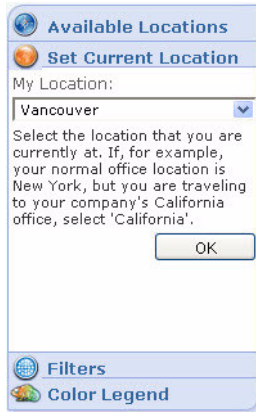 Available Locations
Set Current Location
My Location:
Vancouver
Select the location that you are
currently at. If, for example,
your normal office location is
New York, but you are traveling
to your company's California
office, select 'California'.
OK
Filters
Color Legend